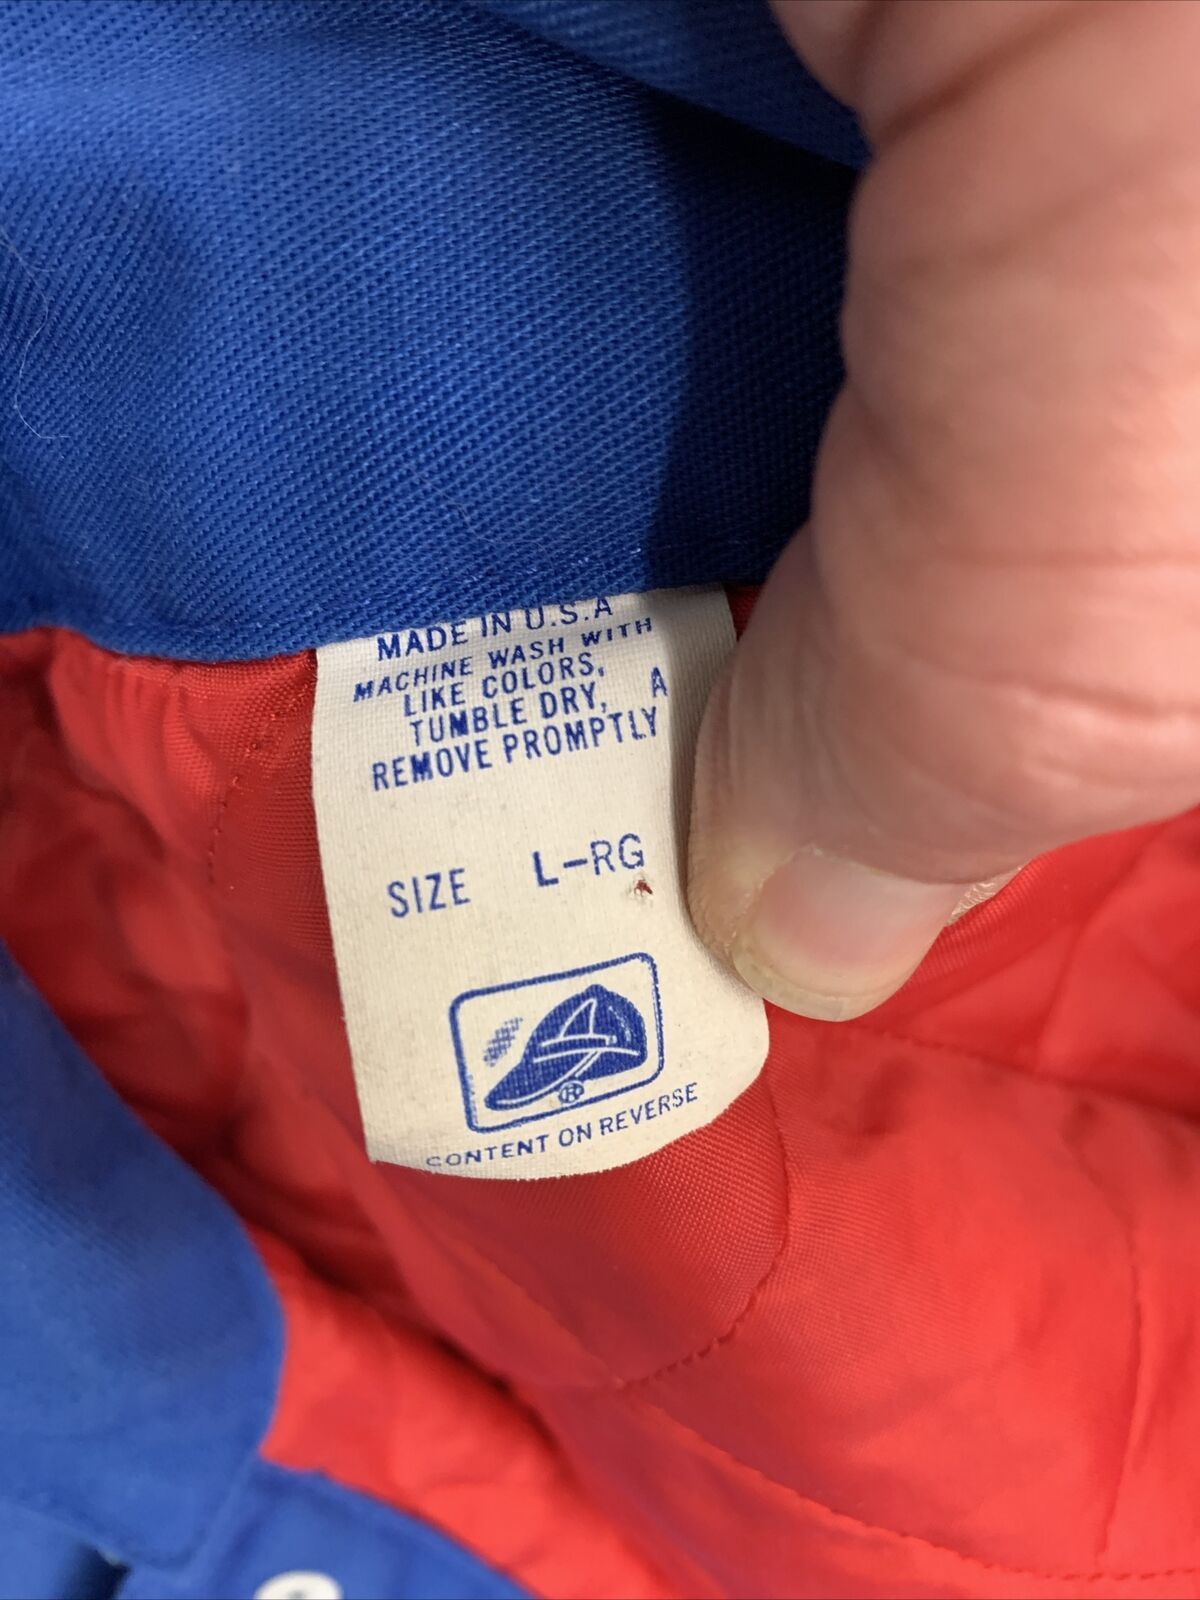 MADE IN U.S.A
MACHINE WASH WITH
LIKE COLORS,
TUMBLE DRY, A
REMOVE PROMPTLY
SIZE L-RG
®
CONTENT ON REVERSE